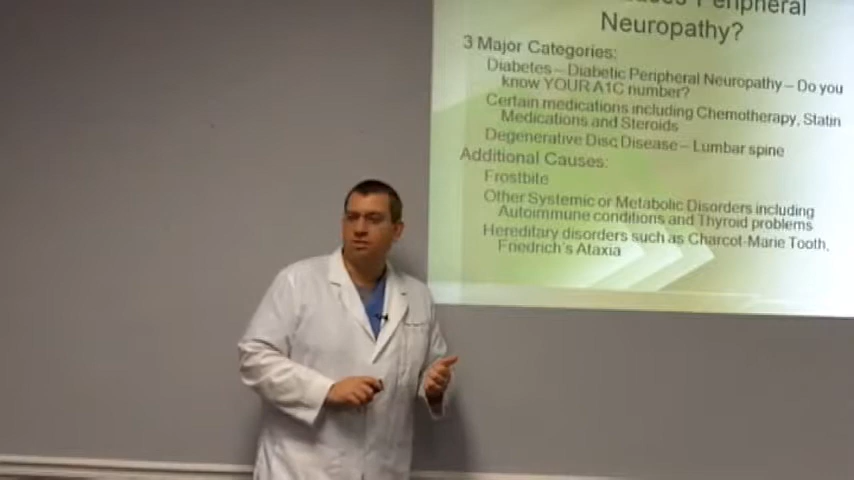 Peripheral
Neuropathy?
3 Major Categories:
Diabetes – Diabetic Peripheral Neuropathy – Do you
know YOUR A1C number?
Certain medications including Chemotherapy, Statin
Medications and Steroids
Degenerative Disc Disease – Lumbar spine
Additional Causes:
Frostbite
Other Systemic or Metabolic Disorders including
Autoimmune conditions and Thyroid problems
Hereditary disorders such as Charcot-Marie Tooth,
Friedrich's Ataxia